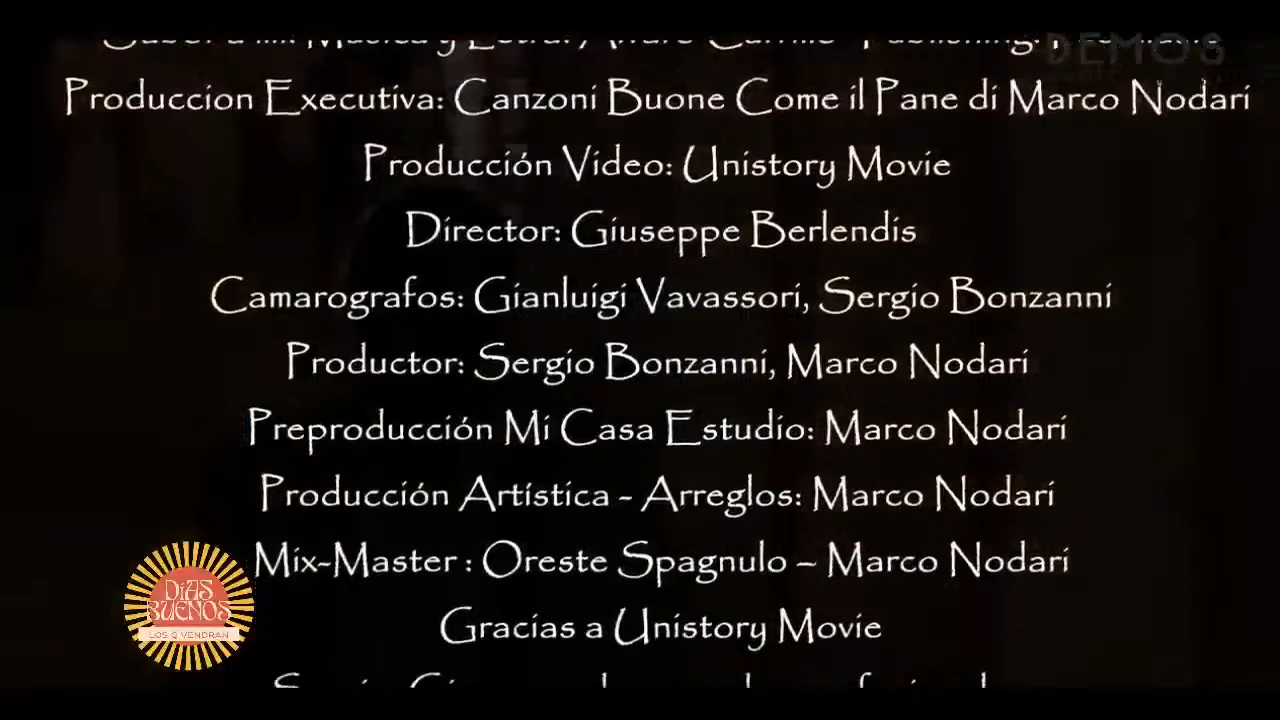 DEMOS
Produccion Executiva: Canzoni Buone Come il Pane di Marco Nodari
Producción Video: Unistory Movie
Director: Giuseppe Berlendis
Camarografos: Gianluigi Vavassori, Sergio Bonzanni
Productor: Sergio Bonzanni, Marco Nodari
Preproducción Mi Casa Estudio: Marco Nodari
Producción Artística - Arreglos: Marco Nodari
Mix-Master : Oreste Spagnulo – Marco Nodari
Gracias a Unistory Movie
DÍAS
BUENOS
LOS Q VENDRAN